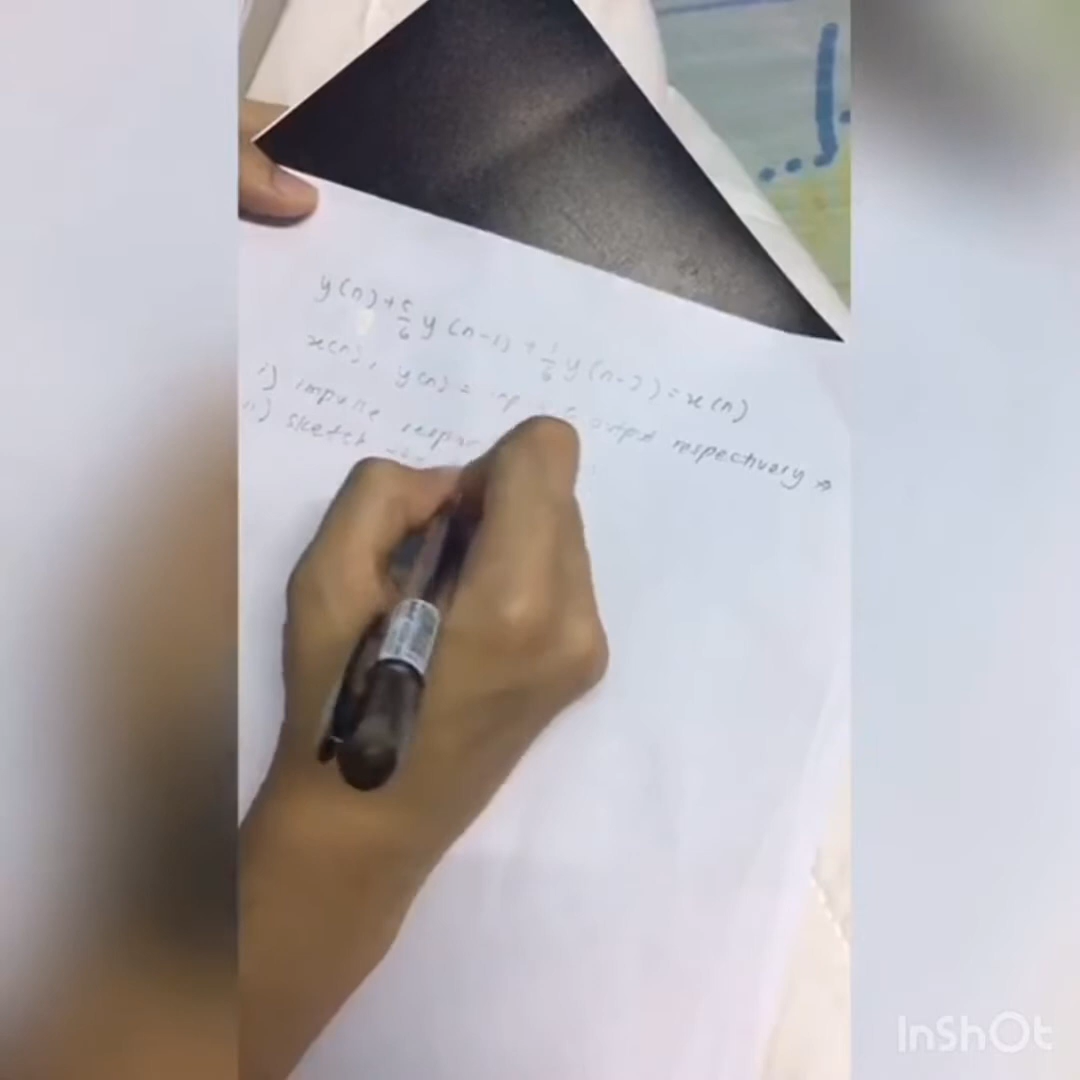 y(n)+5/6 y(n-1) + 1/6 y(n-2) = x(n)
x(n), y(n) = output respectively
i) impulse
ii) sketch
InShOt